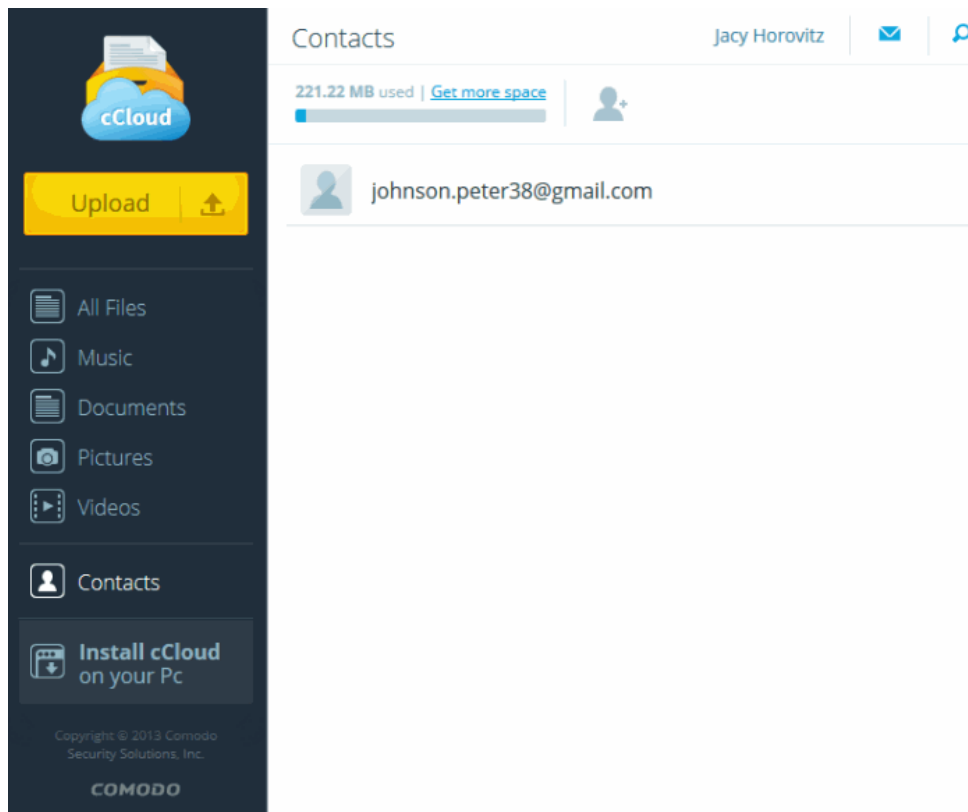 cCloud
Upload
All Files
Music
Documents
Pictures
Videos
Contacts
Install cCloud
on your Pc
Copyright © 2013 Comodo
Security Solutions, Inc.
COMODO
Contacts
Jacy Horovitz
221.22 MB used | Get more space
johnson.peter38@gmail.com